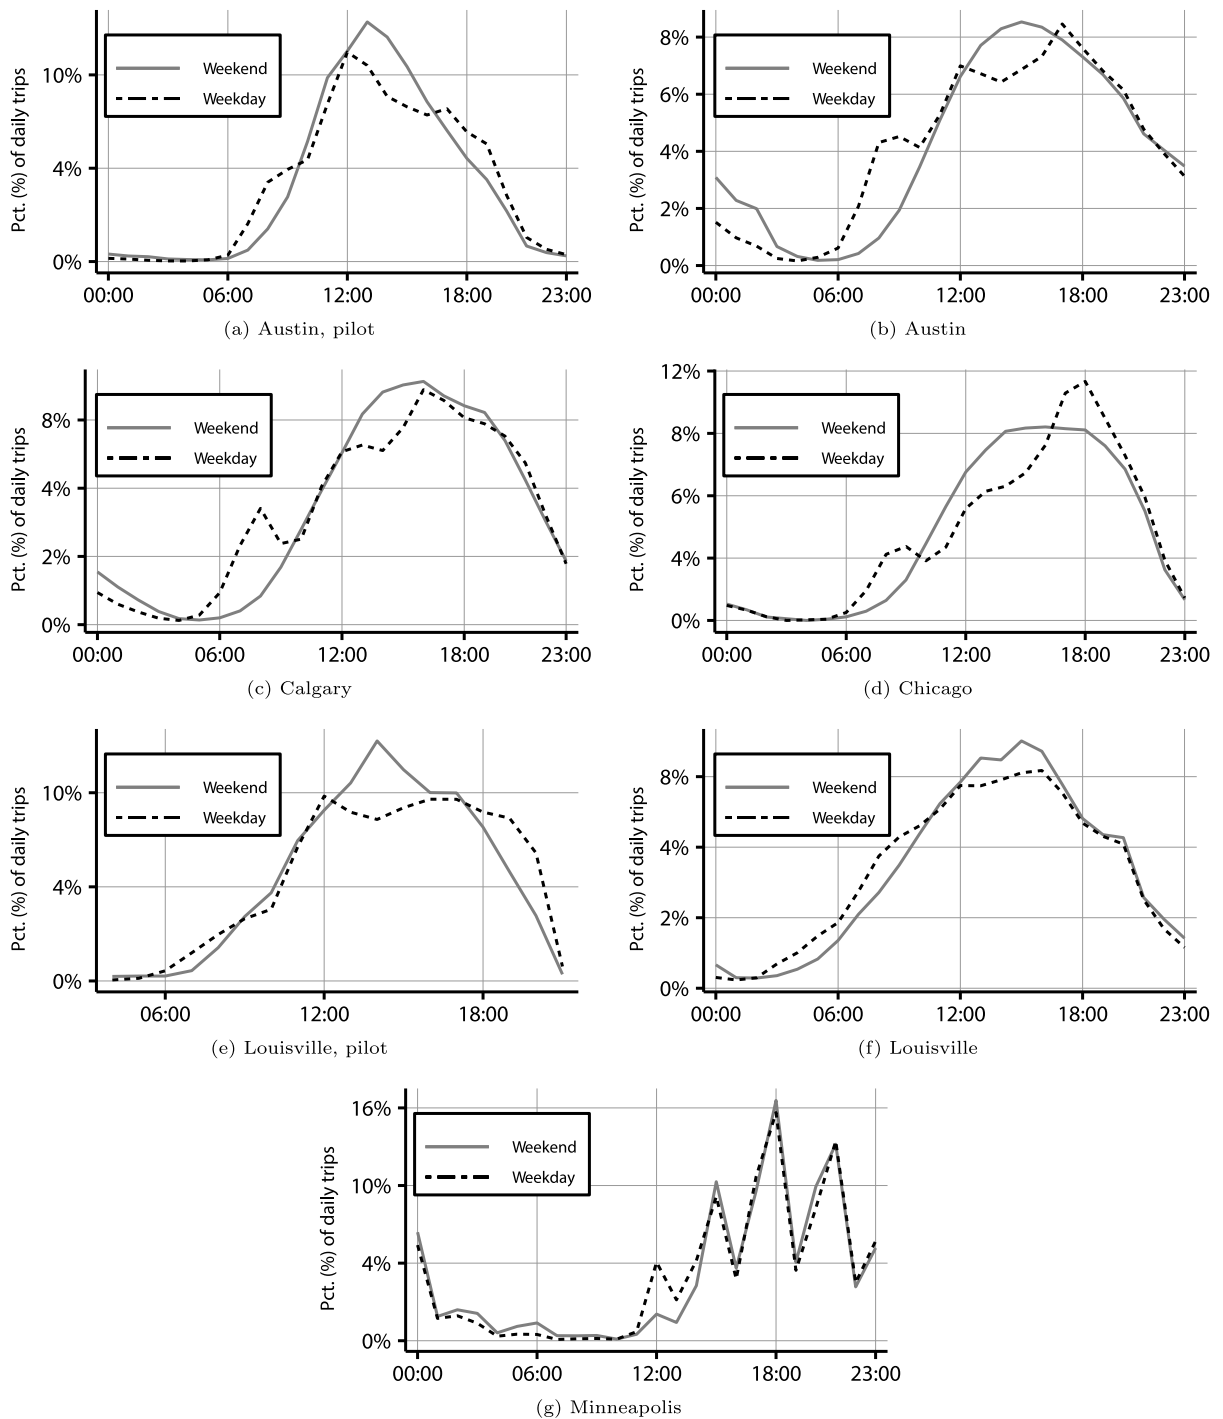 Pct. (%) of daily trips
10%
4%
0%
Weekend
Weekday
00:00 06:00 12:00 18:00 23:00
(a) Austin, pilot
Pct. (%) of daily trips
8%
6%
4%
2%
0%
Weekend
Weekday
00:00 06:00 12:00 18:00 23:00
(b) Austin
Pct. (%) of daily trips
8%
4%
2%
0%
Weekend
Weekday
00:00 06:00 12:00 18:00 23:00
(c) Calgary
Pct. (%) of daily trips
12%
8%
6%
4%
0%
Weekend
Weekday
00:00 06:00 12:00 18:00 23:00
(d) Chicago
Pct. (%) of daily trips
10%
4%
0%
Weekend
Weekday
06:00 12:00 18:00
(e) Louisville, pilot
Pct. (%) of daily trips
8%
4%
2%
0%
Weekend
Weekday
00:00 06:00 12:00 18:00 23:00
(f) Louisville
Pct. (%) of daily trips
16%
10%
4%
0%
Weekend
Weekday
00:00 06:00 12:00 18:00 23:00
(g) Minneapolis